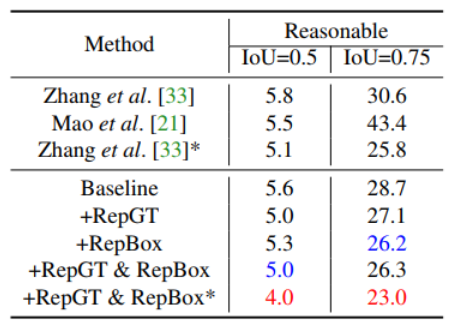 Method Reasonable
IoU=0.5 IoU=0.75
Zhang et al. [33] 5.8 30.6
Mao et al. [21] 5.5 43.4
Zhang et al. [33]* 5.1 25.8
Baseline 5.6 28.7
+RepGT 5.0 27.1
+RepBox 5.3 26.2
+RepGT & RepBox 5.0 26.3
+RepGT & RepBox* 4.0 23.0